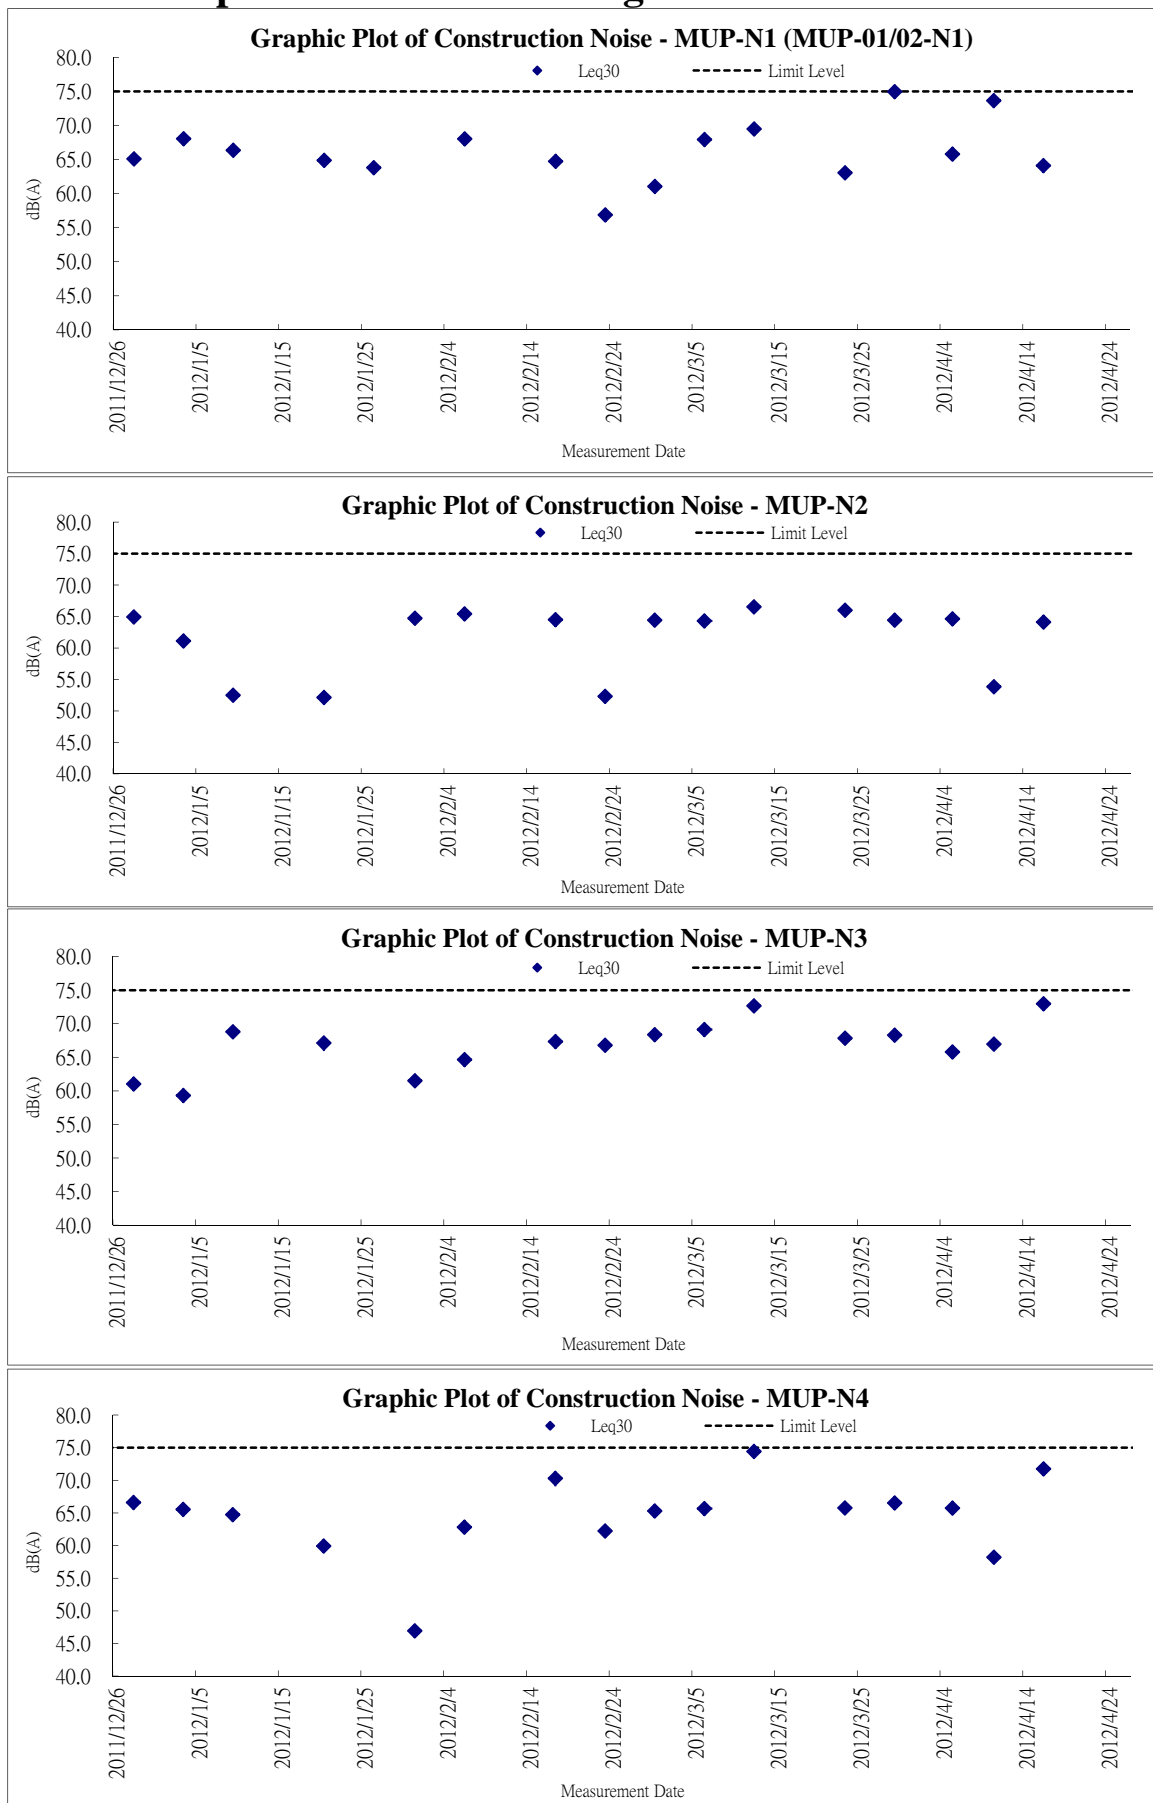 Graphic Plot of Construction Noise - MUP-N1 (MUP-01/02-N1)
Leq30 Limit Level
80.0
75.0
70.0
65.0
60.0
55.0
50.0
45.0
40.0
dB(A)
2011/12/26 2012/1/5 2012/1/15 2012/1/25 2012/2/4 2012/2/14 2012/2/24 2012/3/5 2012/3/15 2012/3/25 2012/4/4 2012/4/14 2012/4/24
Measurement Date
Graphic Plot of Construction Noise - MUP-N2
Leq30 Limit Level
80.0
75.0
70.0
65.0
60.0
55.0
50.0
45.0
40.0
dB(A)
2011/12/26 2012/1/5 2012/1/15 2012/1/25 2012/2/4 2012/2/14 2012/2/24 2012/3/5 2012/3/15 2012/3/25 2012/4/4 2012/4/14 2012/4/24
Measurement Date
Graphic Plot of Construction Noise - MUP-N3
Leq30 Limit Level
80.0
75.0
70.0
65.0
60.0
55.0
50.0
45.0
40.0
dB(A)
2011/12/26 2012/1/5 2012/1/15 2012/1/25 2012/2/4 2012/2/14 2012/2/24 2012/3/5 2012/3/15 2012/3/25 2012/4/4 2012/4/14 2012/4/24
Measurement Date
Graphic Plot of Construction Noise - MUP-N4
Leq30 Limit Level
80.0
75.0
70.0
65.0
60.0
55.0
50.0
45.0
40.0
dB(A)
2011/12/26 2012/1/5 2012/1/15 2012/1/25 2012/2/4 2012/2/14 2012/2/24 2012/3/5 2012/3/15 2012/3/25 2012/4/4 2012/4/14 2012/4/24
Measurement Date